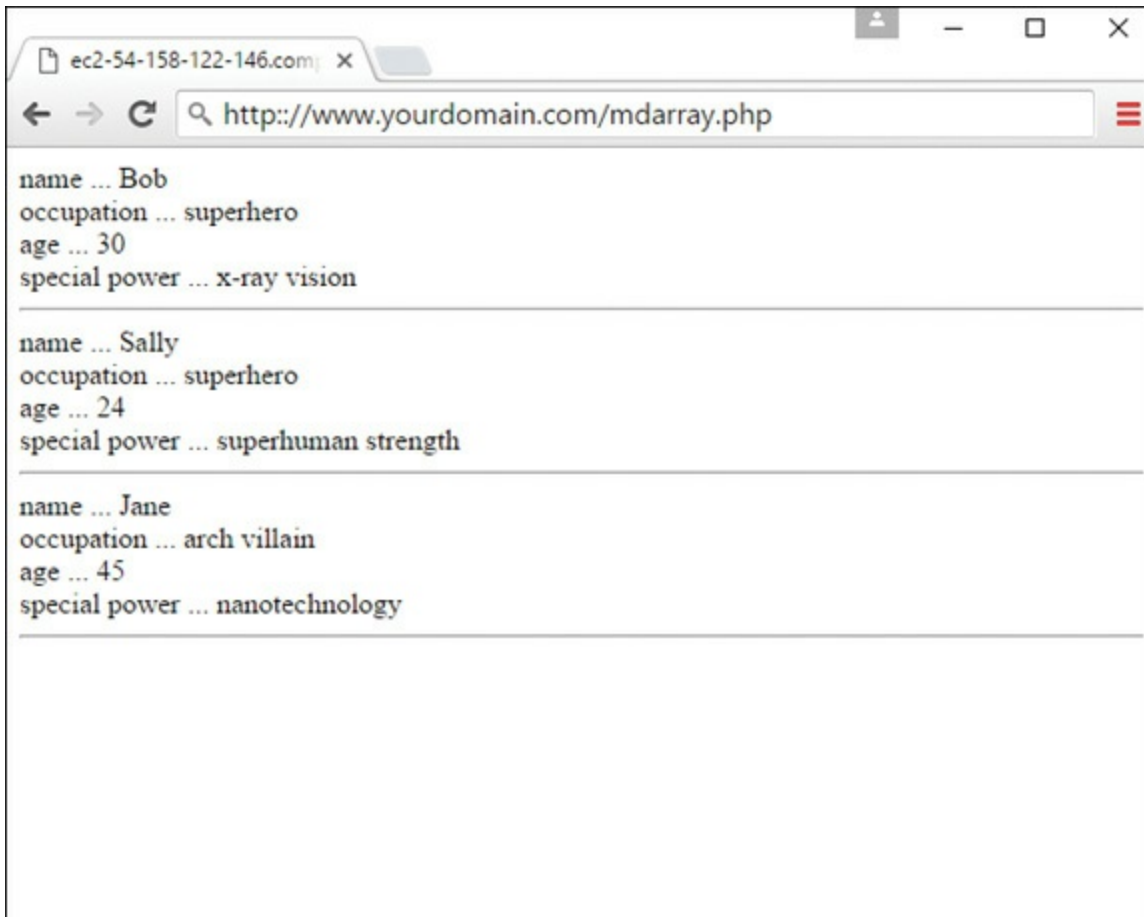 ec2-54-158-122-146.com
http:://www.yourdomain.com/mdarray.php
name ... Bob
occupation ... superhero
age ... 30
special power ... x-ray vision
name ... Sally
occupation ... superhero
age ... 24
special power ... superhuman strength
name ... Jane
occupation ... arch villain
age ... 45
special power ... nanotechnology